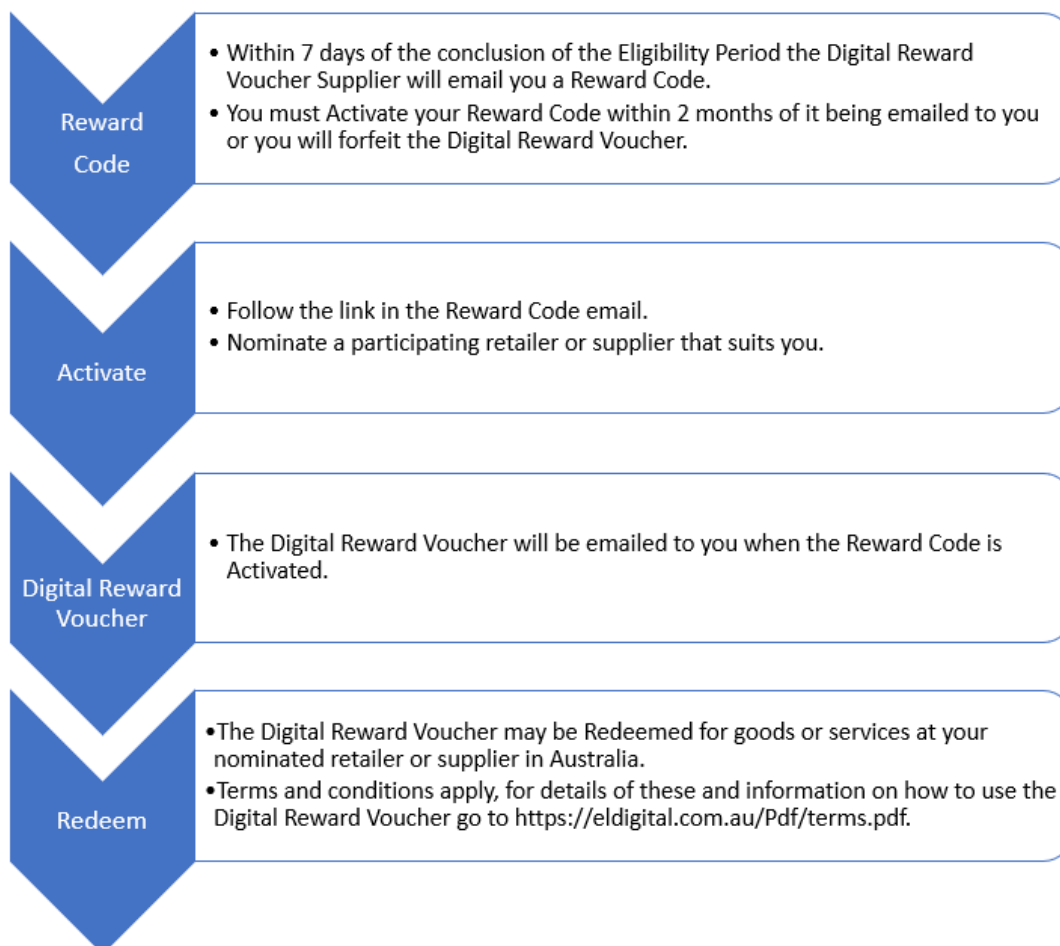 Reward
Code
• Within 7 days of the conclusion of the Eligibility Period the Digital Reward
Voucher Supplier will email you a Reward Code.
• You must Activate your Reward Code within 2 months of it being emailed to you
or you will forfeit the Digital Reward Voucher.
Activate
• Follow the link in the Reward Code email.
• Nominate a participating retailer or supplier that suits you.
Digital Reward
Voucher
• The Digital Reward Voucher will be emailed to you when the Reward Code is
Activated.
Redeem
•The Digital Reward Voucher may be Redeemed for goods or services at your
nominated retailer or supplier in Australia.
•Terms and conditions apply, for details of these and information on how to use the
Digital Reward Voucher go to https://eldigital.com.au/Pdf/terms.pdf.